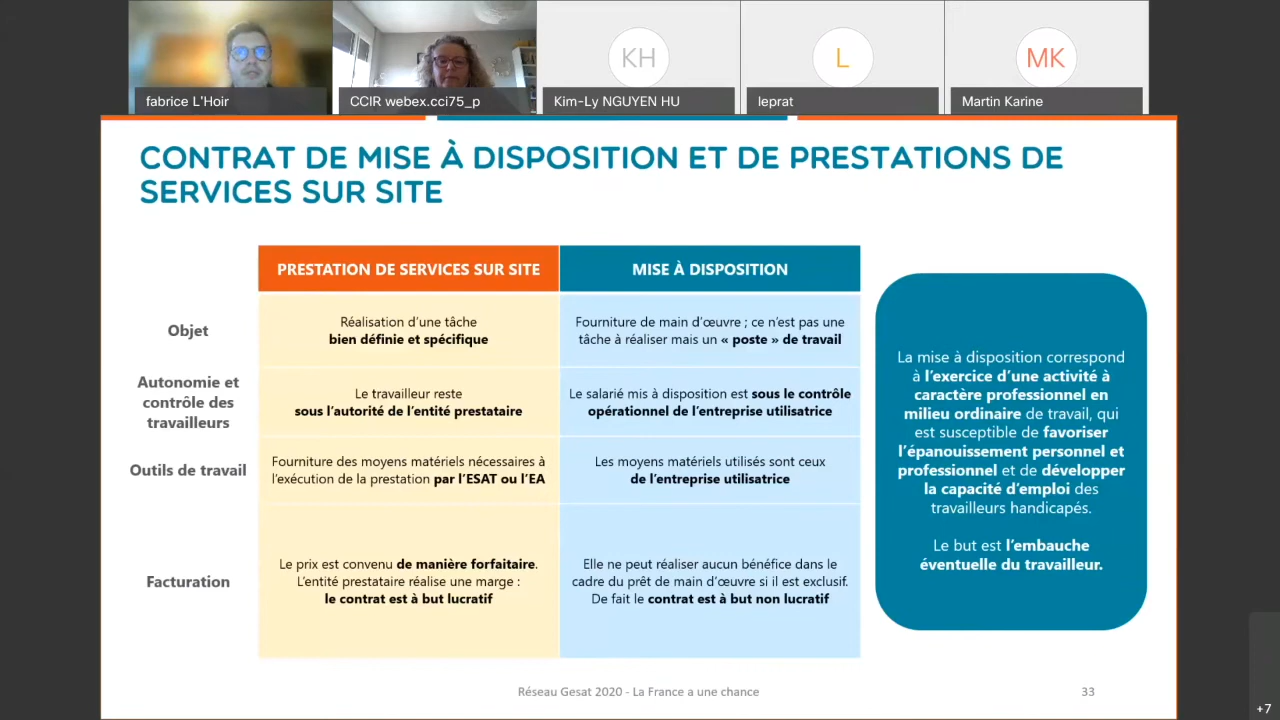 KH
L
MK
fabrice L'Hoir
CCIR webex.cci75_p
Kim-Ly NGUYEN HU
leprat
Martin Karine
CONTRAT DE MISE À DISPOSITION ET DE PRESTATIONS DE
SERVICES SUR SITE
PRESTATION DE SERVICES SUR SITE
MISE À DISPOSITION
Objet
Réalisation d'une tâche
bien définie et spécifique
Fourniture de main d'œuvre ; ce n'est pas une
tâche à réaliser mais un « poste » de travail
Autonomie et
contrôle des
travailleurs
Le travailleur reste
sous l'autorité de l'entité prestataire
Le salarié mis à disposition est sous le contrôle
opérationnel de l'entreprise utilisatrice
Outils de travail
Fourniture des moyens matériels nécessaires à
l'exécution de la prestation par l'ESAT ou l'EA
Les moyens matériels utilisés sont ceux
de l'entreprise utilisatrice
Facturation
Le prix est convenu de manière forfaitaire.
L'entité prestataire réalise une marge :
le contrat est à but lucratif
Elle ne peut réaliser aucun bénéfice dans le
cadre du prêt de main d'œuvre si il est exclusif.
De fait le contrat est à but non lucratif
La mise à disposition correspond
à l'exercice d'une activité à
caractère professionnel en
milieu ordinaire de travail, qui
est susceptible de favoriser
l'épanouissement personnel et
professionnel et de développer
la capacité d'emploi des
travailleurs handicapés.
Le but est l'embauche
éventuelle du travailleur.
Réseau Gesat 2020 - La France a une chance
33
+7